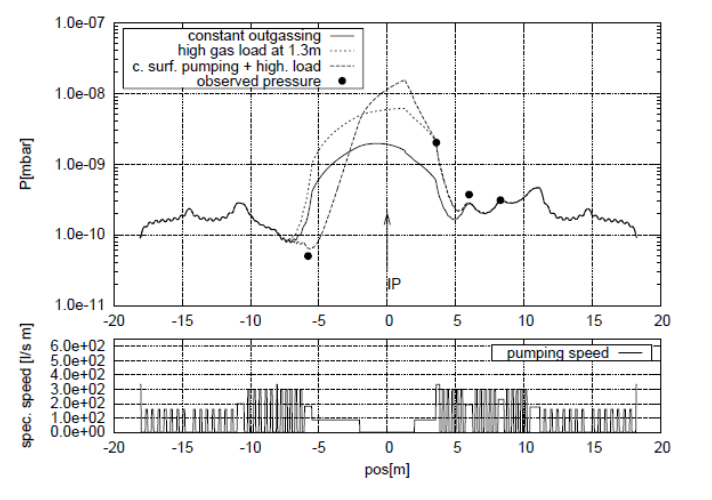 1.0e-07
constant outgassing
high gas load at 1.3m
c. surf. pumping + high. load
observed pressure
1.0e-08
1.0e-09
1.0e-10
1.0e-11
P[mbar]
IP
-20 -15 -10 -5 0 5 10 15 20
6.0e+02
5.0e+02
4.0e+02
3.0e+02
2.0e+02
1.0e+02
0.0e+00
spec. speed [l/s m]
pumping speed
-20 -15 -10 -5 0 5 10 15 20
pos[m]